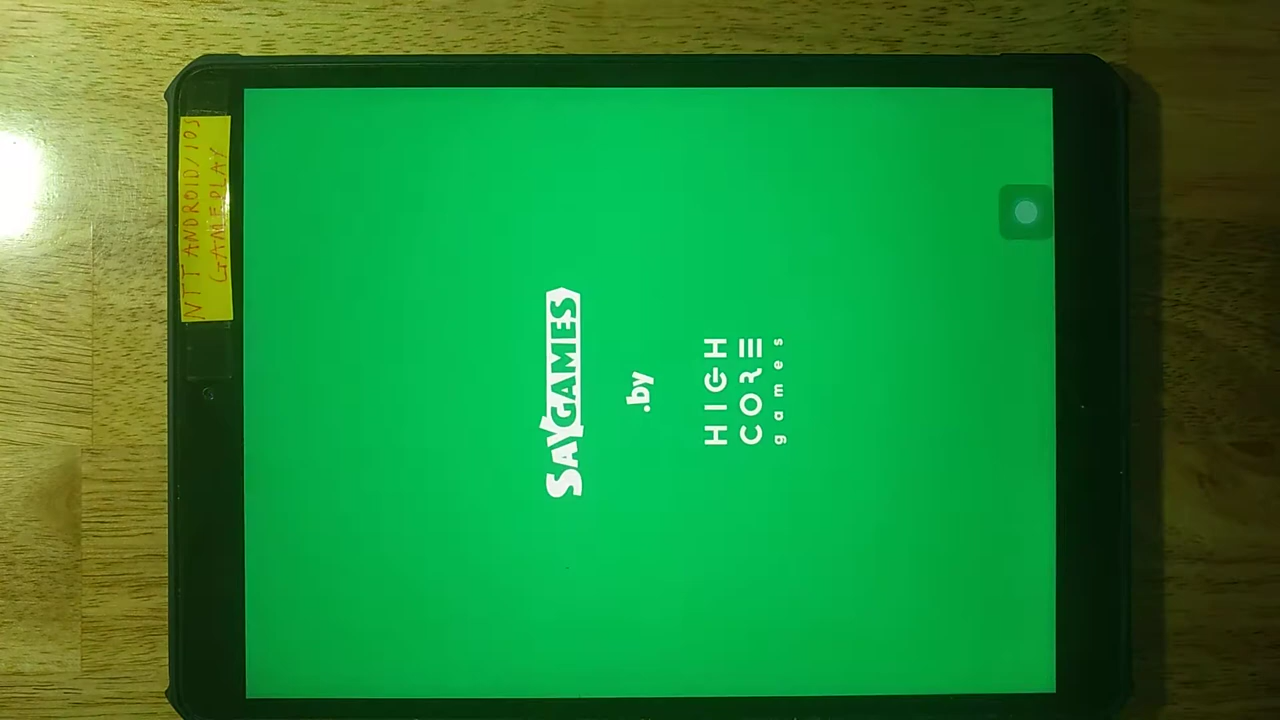 NTT ANDROID/IOS
GAMEPLAY
SAYGAMES
.by
HIGH
CORE
games